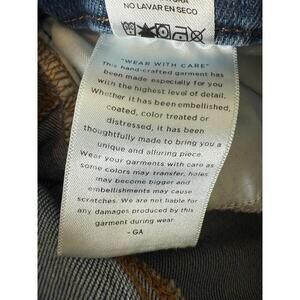 NO LAVAR EN SECO
"WEAR WITH CARE"
This hand-crafted garment has
been made especially for you
with the highest level of detail.
Whether it has been embellished,
coated, color treated or
distressed, it has been
thoughtfully made to bring you a
unique and alluring piece.
Wear your garments with care as
some colors may transfer, holes
may become bigger and
embellishments may cause
scratches. We are not liable for
any damages produced by this
garment during wear.
- GA